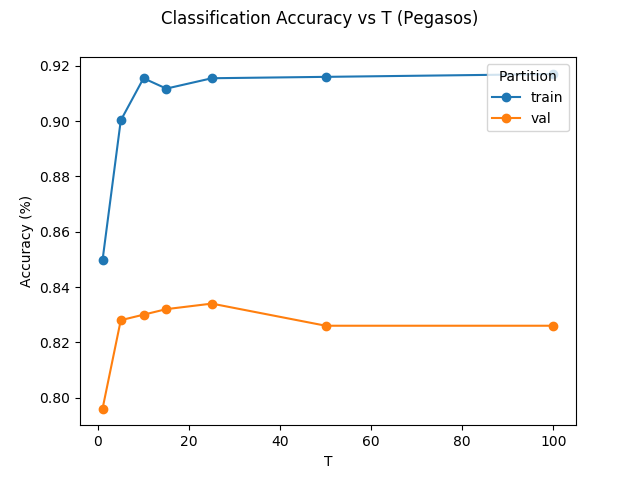 Classification Accuracy vs T (Pegasos)
0.92
0.90
0.88
0.86
0.84
0.82
0.80
Accuracy (%)
Partition
train
val
0 20 40 60 80 100
T